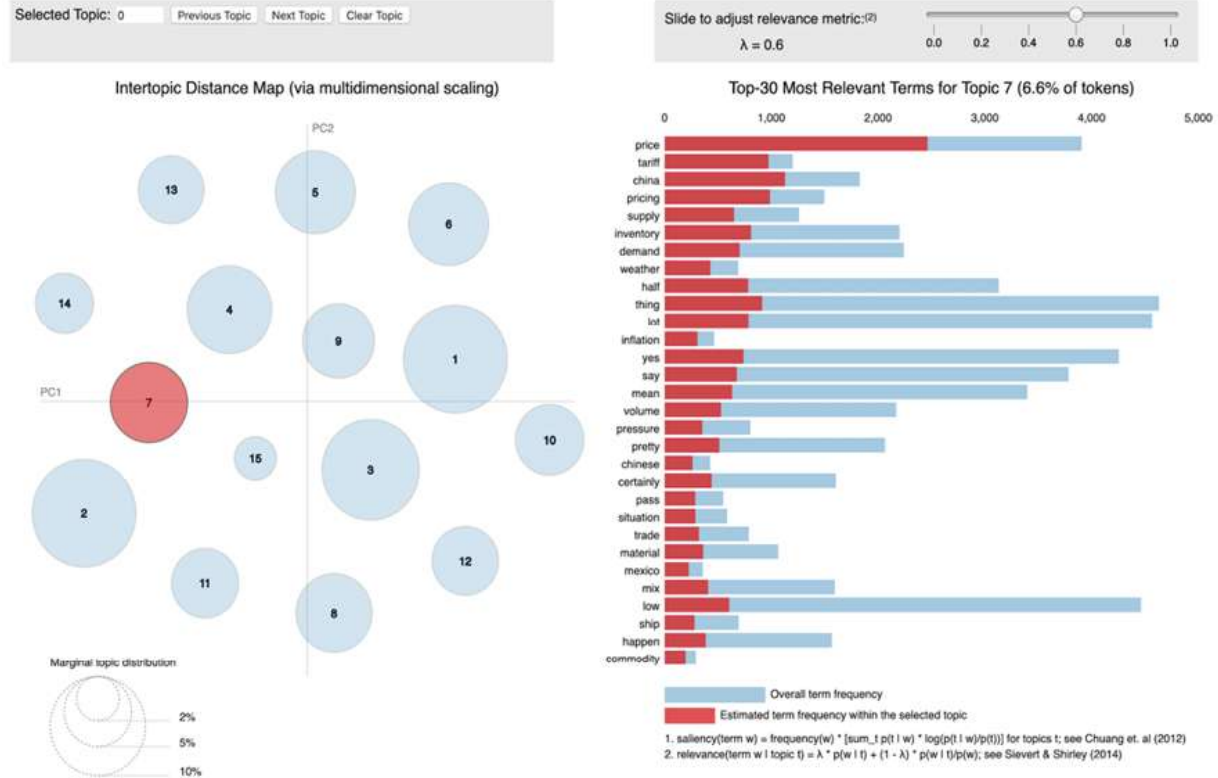 Selected Topic: 0 Previous Topic Next Topic Clear Topic
Slide to adjust relevance metric:(2)
λ = 0.6
0.0 0.2 0.4 0.6 0.8 1.0
Intertopic Distance Map (via multidimensional scaling)
PC2
PC1
13
5
6
14
4
9
1
7
10
15
3
2
12
11
8
Marginal topic distribution
2%
5%
10%
Top-30 Most Relevant Terms for Topic 7 (6.6% of tokens)
0 1,000 2,000 3,000 4,000 5,000
price
tariff
china
pricing
supply
inventory
demand
weather
half
thing
lot
inflation
yes
say
mean
volume
pressure
pretty
chinese
certainly
pass
situation
trade
material
mexico
mix
low
ship
happen
commodity
Overall term frequency
Estimated term frequency within the selected topic
1. saliency(term w) = frequency(w) * [sum_t p(t | w) * log(p(t | w)/p(t))] for topics t; see Chuang et. al (2012)
2. relevance(term w | topic t) = λ * p(w | t) + (1 - λ) * p(w | t)/p(w); see Sievert & Shirley (2014)